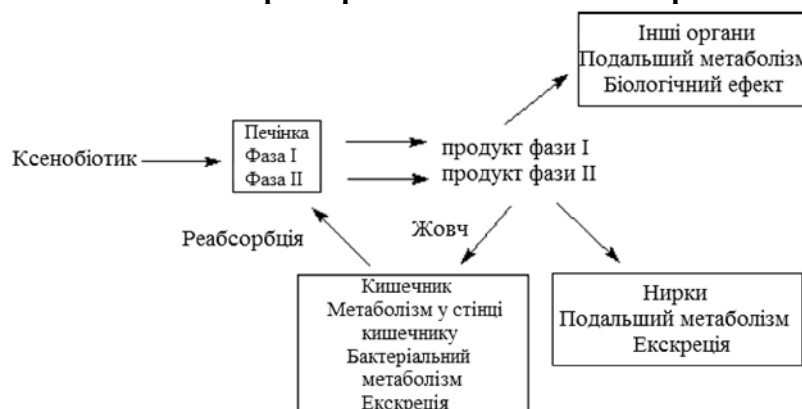 Інші органи
Подальший метаболізм
Біологічний ефект
Печінка
Фаза I
Фаза II
Ксенобіотик
продукт фази I
продукт фази II
Реабсорбція
Жовч
Кишечник
Метаболізм у стінці
кишечнику
Бактеріальний
метаболізм
Екскреція
Нирки
Подальший метаболізм
Екскреція